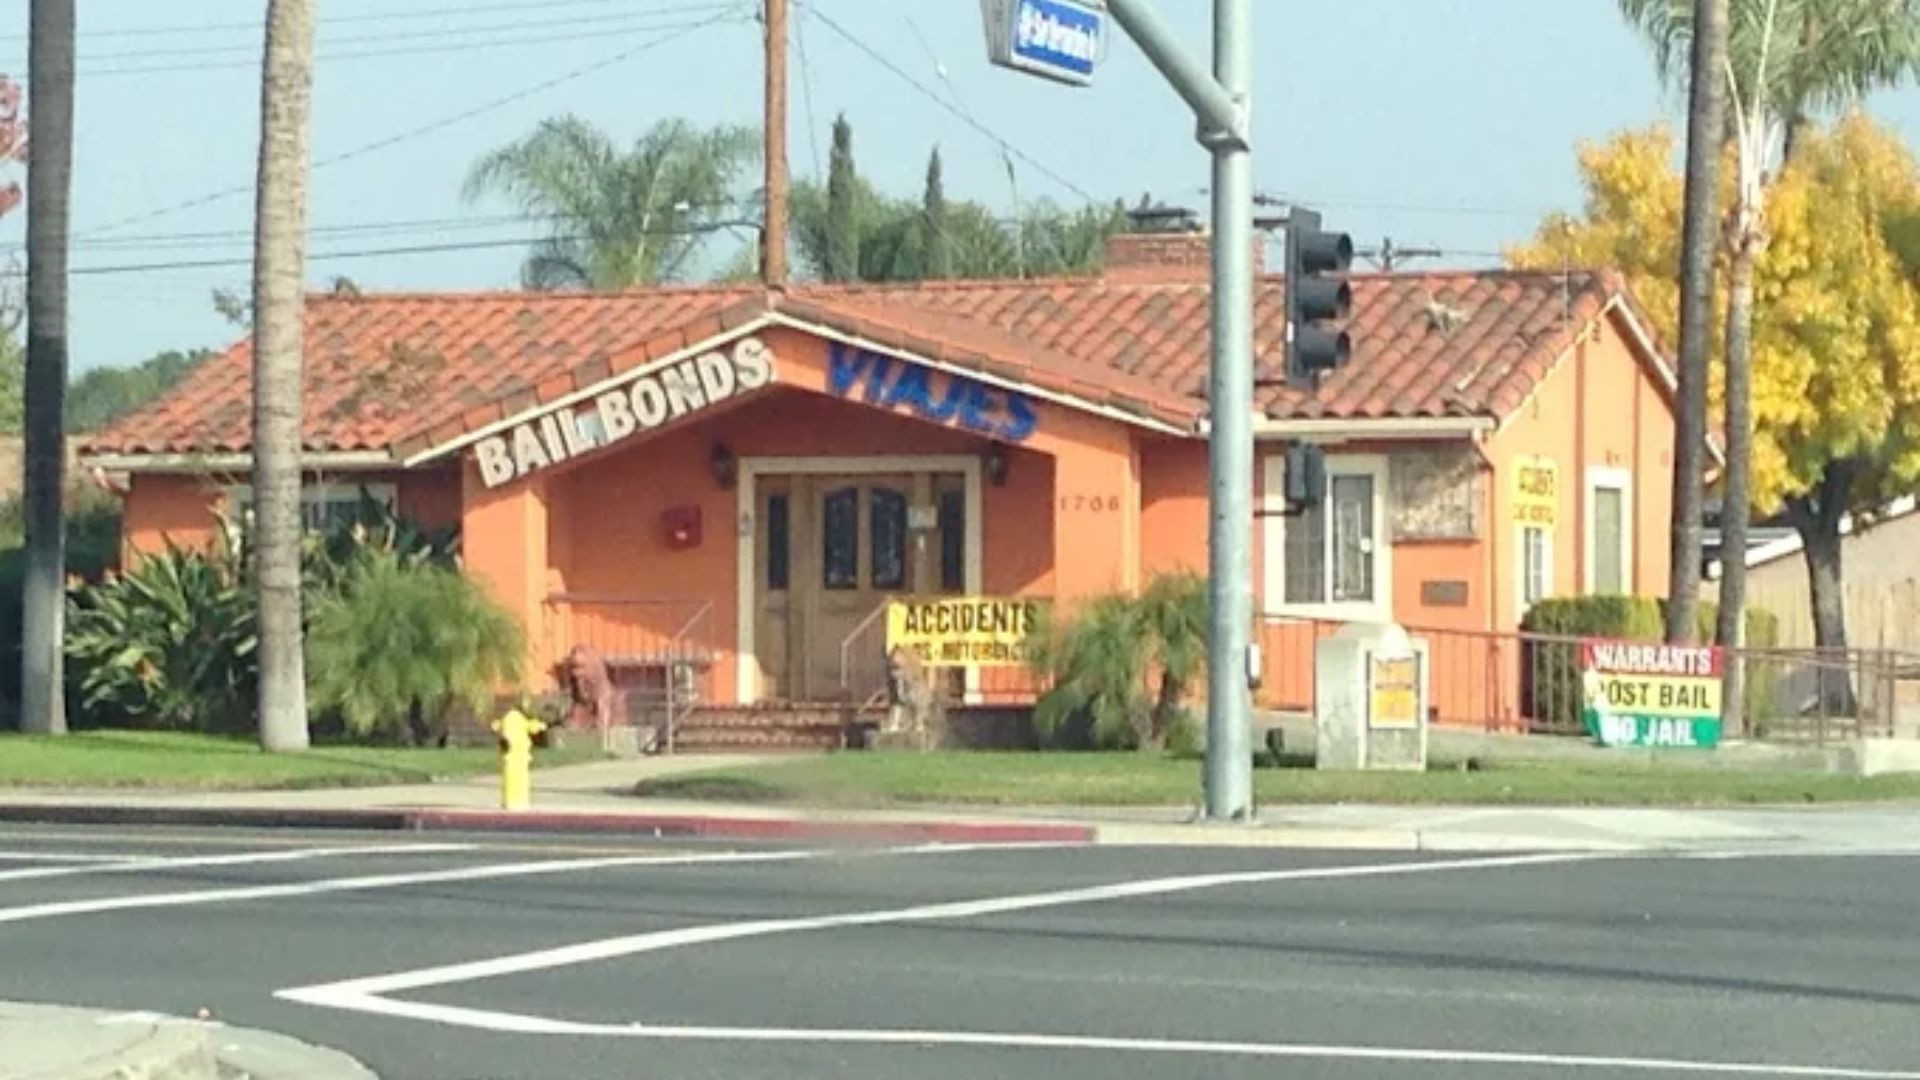 BAIL BONDS
VIAJES
1706
ACCIDENTS
WARRANTS
POST BAIL
NO JAIL